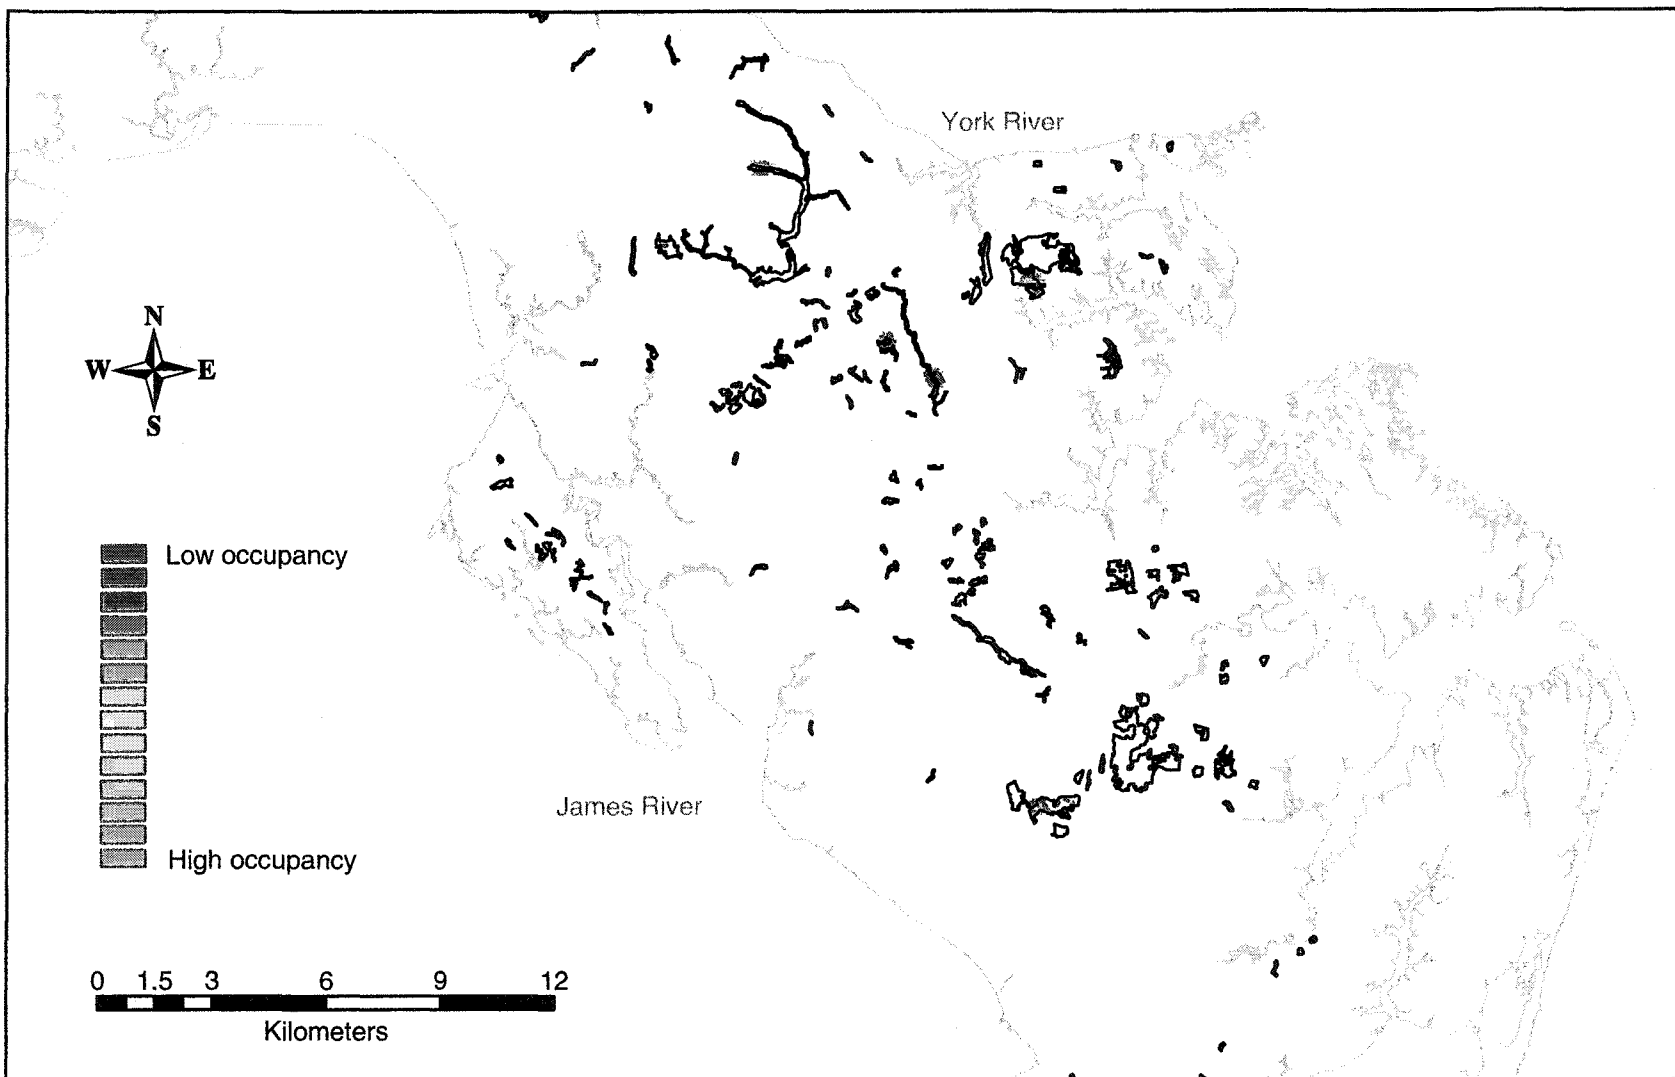 York River
N
W E
S
Low occupancy
James River
High occupancy
0 1.5 3 6 9 12
Kilometers